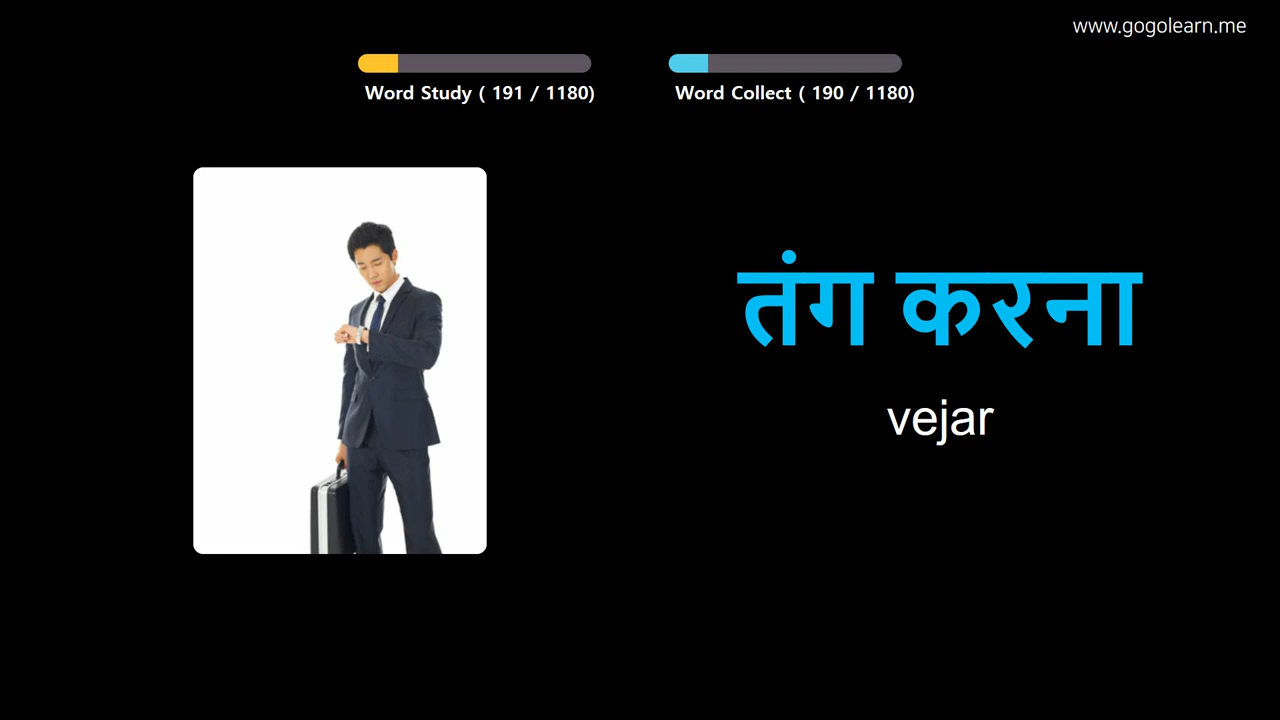 www.gogolearn.me
Word Study ( 191 / 1180)
Word Collect ( 190 / 1180)
तंग करना
vejar